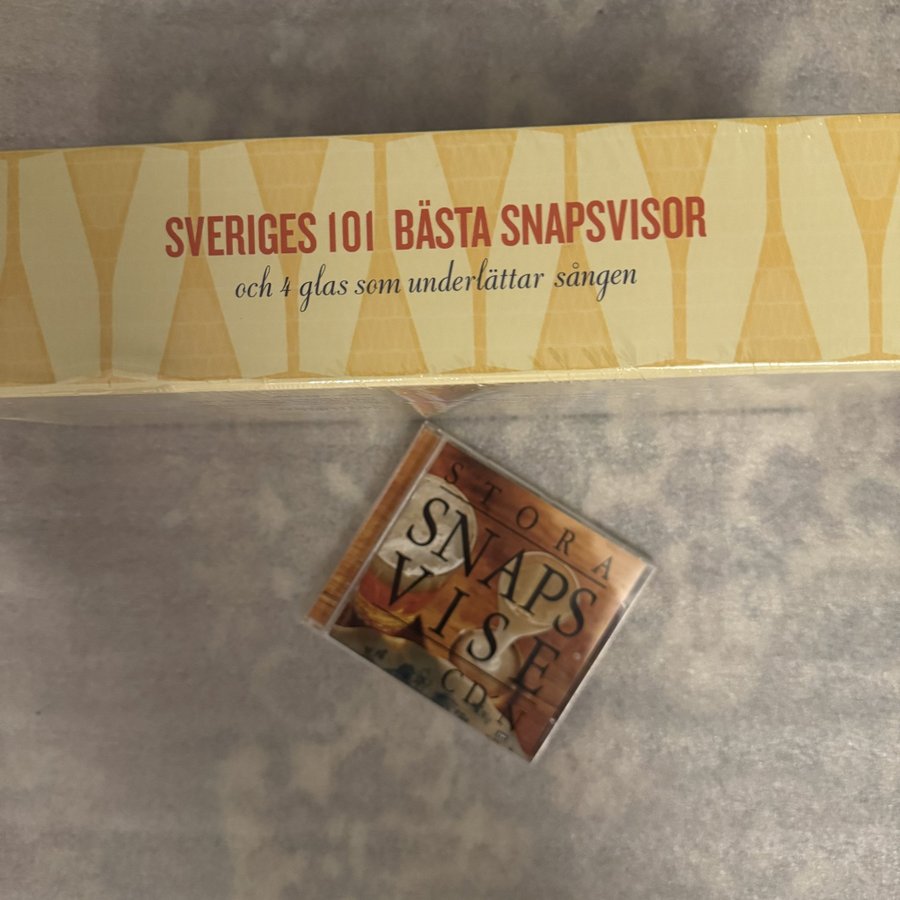 SVERIGES 101 BÄSTA SNAPSVISOR
och 4 glas som underlättar sången
STORA
SNAPS
VISE
CD'N